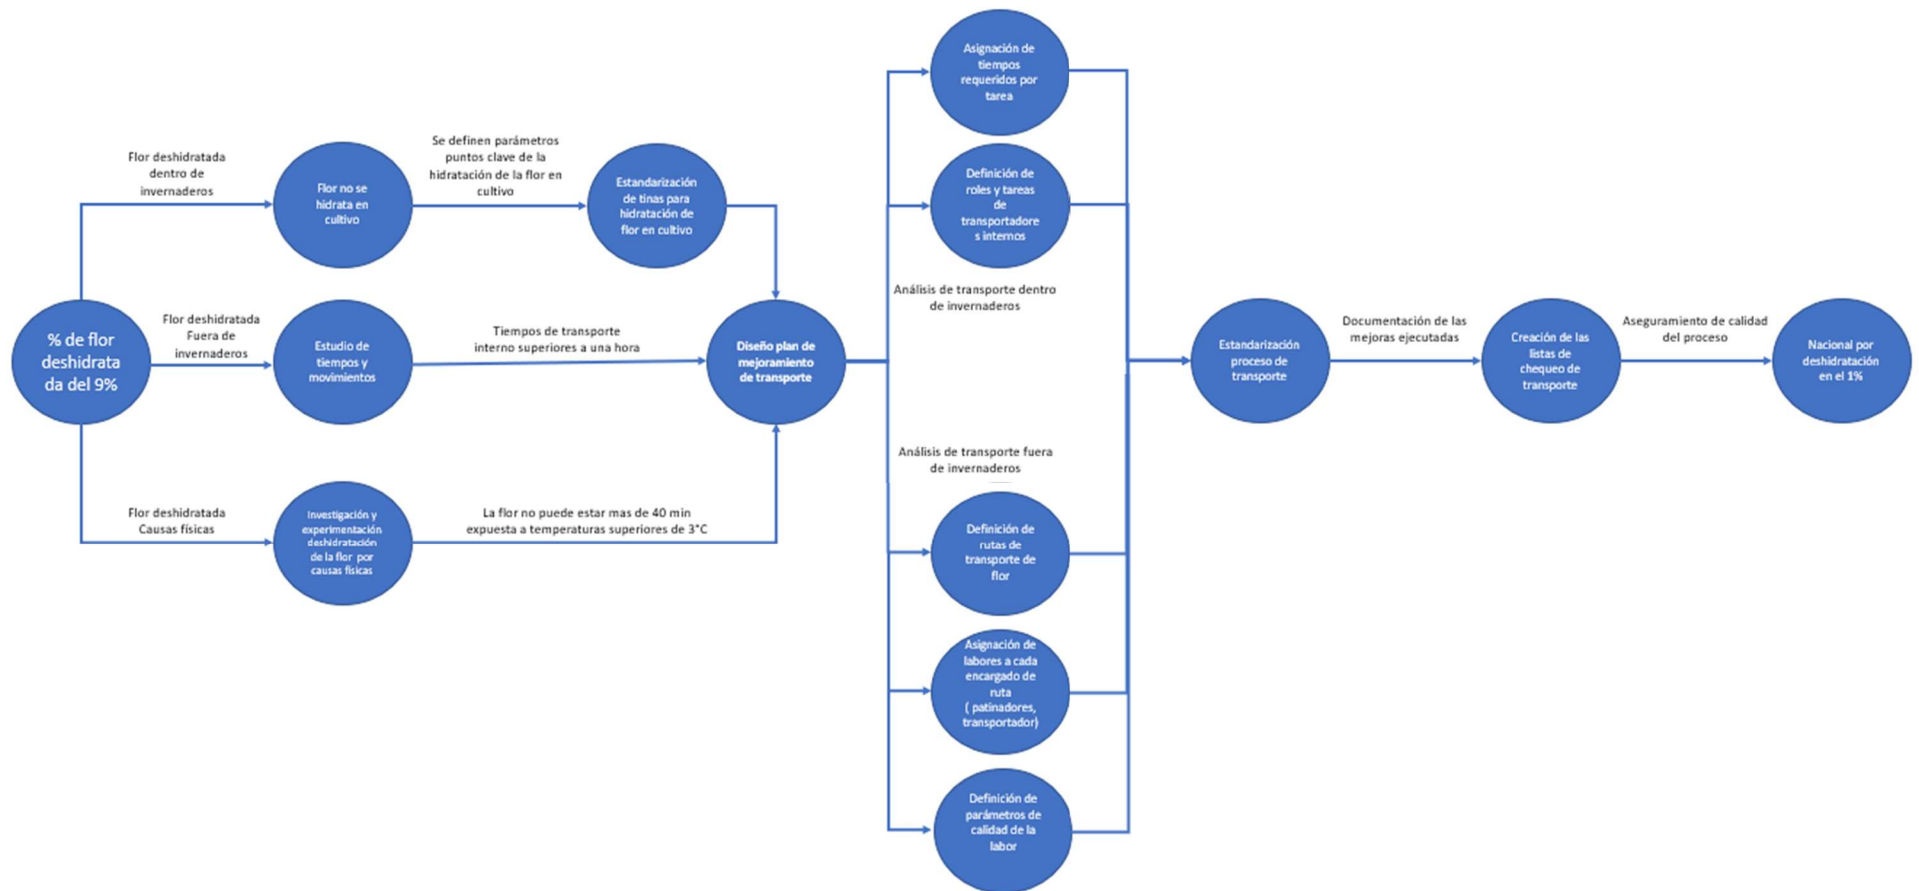 % de flor
deshidrata
da del 9%
Flor deshidratada
dentro de
invernaderos
Flor no se
hidrata en
cultivo
Se definen parámetros
puntos clave de la
hidratación de la flor en
cultivo
Estandarización
de tinas para
hidratación de
flor en cultivo
Flor deshidratada
Fuera de
invernaderos
Estudio de
tiempos y
movimientos
Tiempos de transporte
interno superiores a una
hora
Flor deshidratada
Causas físicas
Investigación y
experimentación
deshidratación
de la flor por
causas físicas
La flor no puede estar mas de 40 min
expuesta a temperaturas superiores de 3°C
Diseño plan de
mejoramiento
de transporte
Asignación de
tiempos
requeridos por
tarea
Definición de
roles y tareas
de
transportadore
s internos
Análisis de transporte dentro
de invernaderos
Análisis de transporte fuera
de invernaderos
Definición de
rutas de
transporte de
flor
Asignación de
labores a cada
encargado de
ruta
( patinadores,
transportador)
Definición de
parámetros de
calidad de la
labor
Estandarización
proceso de
transporte
Documentación de las
mejoras ejecutadas
Creación de las
listas de
chequeo de
transporte
Aseguramiento de calidad
del proceso
Nacional por
deshidratación
en el 1%